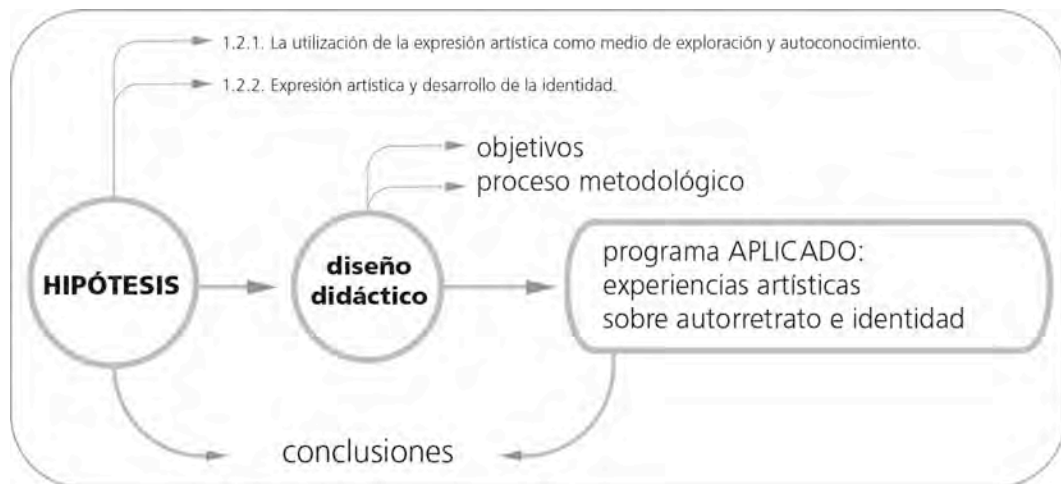 1.2.1. La utilización de la expresión artística como medio de exploración y autoconocimiento.
1.2.2. Expresión artística y desarrollo de la identidad.
objetivos
proceso metodológico
HIPÓTESIS
diseño
didáctico
programa APLICADO:
experiencias artísticas
sobre autorretrato e identidad
conclusiones